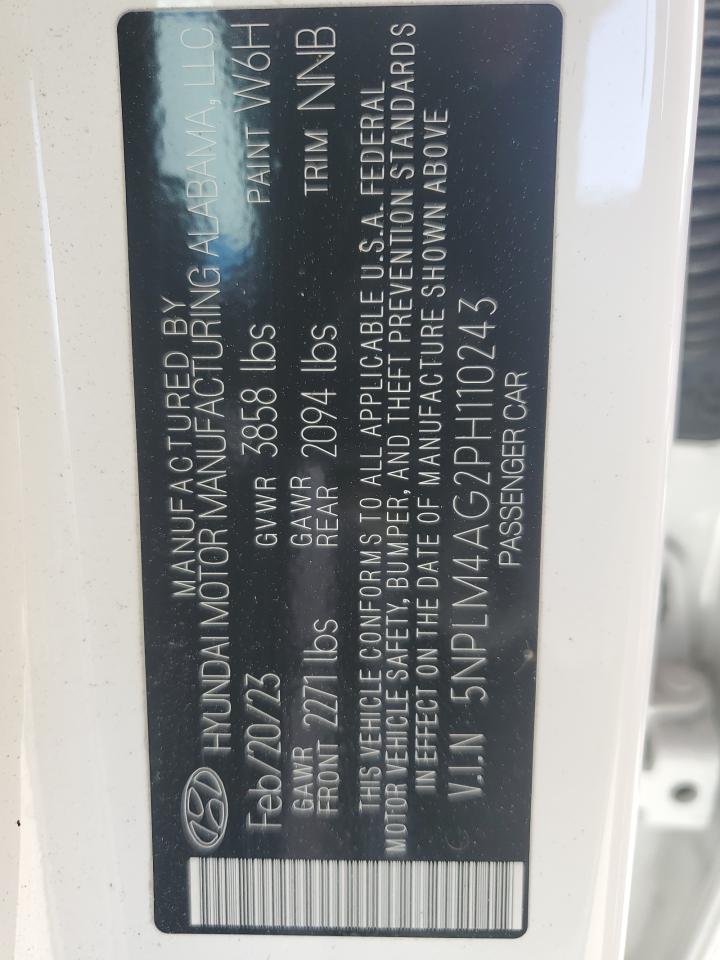 MANUFACTURED BY
HYUNDAI MOTOR MANUFACTURING ALABAMA, LLC
Feb/20/23 GVWR 3858 lbs PAINT W6H
GAWR FRONT 2271 lbs GAWR REAR 2094 lbs TRIM NNB
THIS VEHICLE CONFORMS TO ALL APPLICABLE U.S.A. FEDERAL
MOTOR VEHICLE SAFETY, BUMPER, AND THEFT PREVENTION STANDARDS
IN EFFECT ON THE DATE OF MANUFACTURE SHOWN ABOVE
V.I.N 5NPLM4AG2PH110243
G PASSENGER CAR